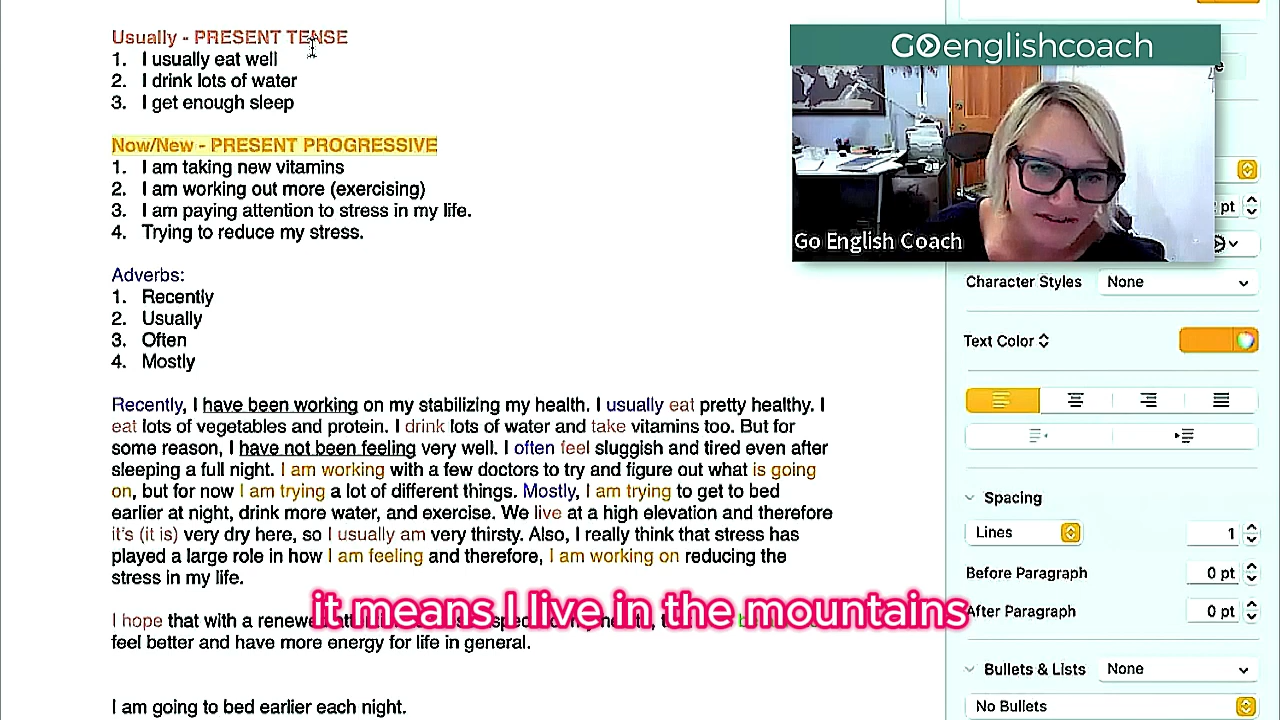 Usually - PRESENT TENSE
1. I usually eat well
2. I drink lots of water
3. I get enough sleep
Now/New - PRESENT PROGRESSIVE
1. I am taking new vitamins
2. I am working out more (exercising)
3. I am paying attention to stress in my life.
4. Trying to reduce my stress.
Adverbs:
1. Recently
2. Usually
3. Often
4. Mostly
Recently, I have been working on my stabilizing my health. I usually eat pretty healthy. I
eat lots of vegetables and protein. I drink lots of water and take vitamins too. But for
some reason, I have not been feeling very well. I often feel sluggish and tired even after
sleeping a full night. I am working with a few doctors to try and figure out what is going
on, but for now I am trying a lot of different things. Mostly, I am trying to get to bed
earlier at night, drink more water, and exercise. We live at a high elevation and therefore
it's (it is) very dry here, so I usually am very thirsty. Also, I really think that stress has
played a large role in how I am feeling and therefore, I am working on reducing the
stress in my life.
it means I live in the mountains
I hope that with a renewed
feel better and have more energy for life in general.
I am going to bed earlier each night.
GO englishcoach
Go English Coach
pt
Character Styles None
Text Color
Spacing
Lines 1
Before Paragraph 0 pt
After Paragraph 0 pt
Bullets & Lists None
No Bullets